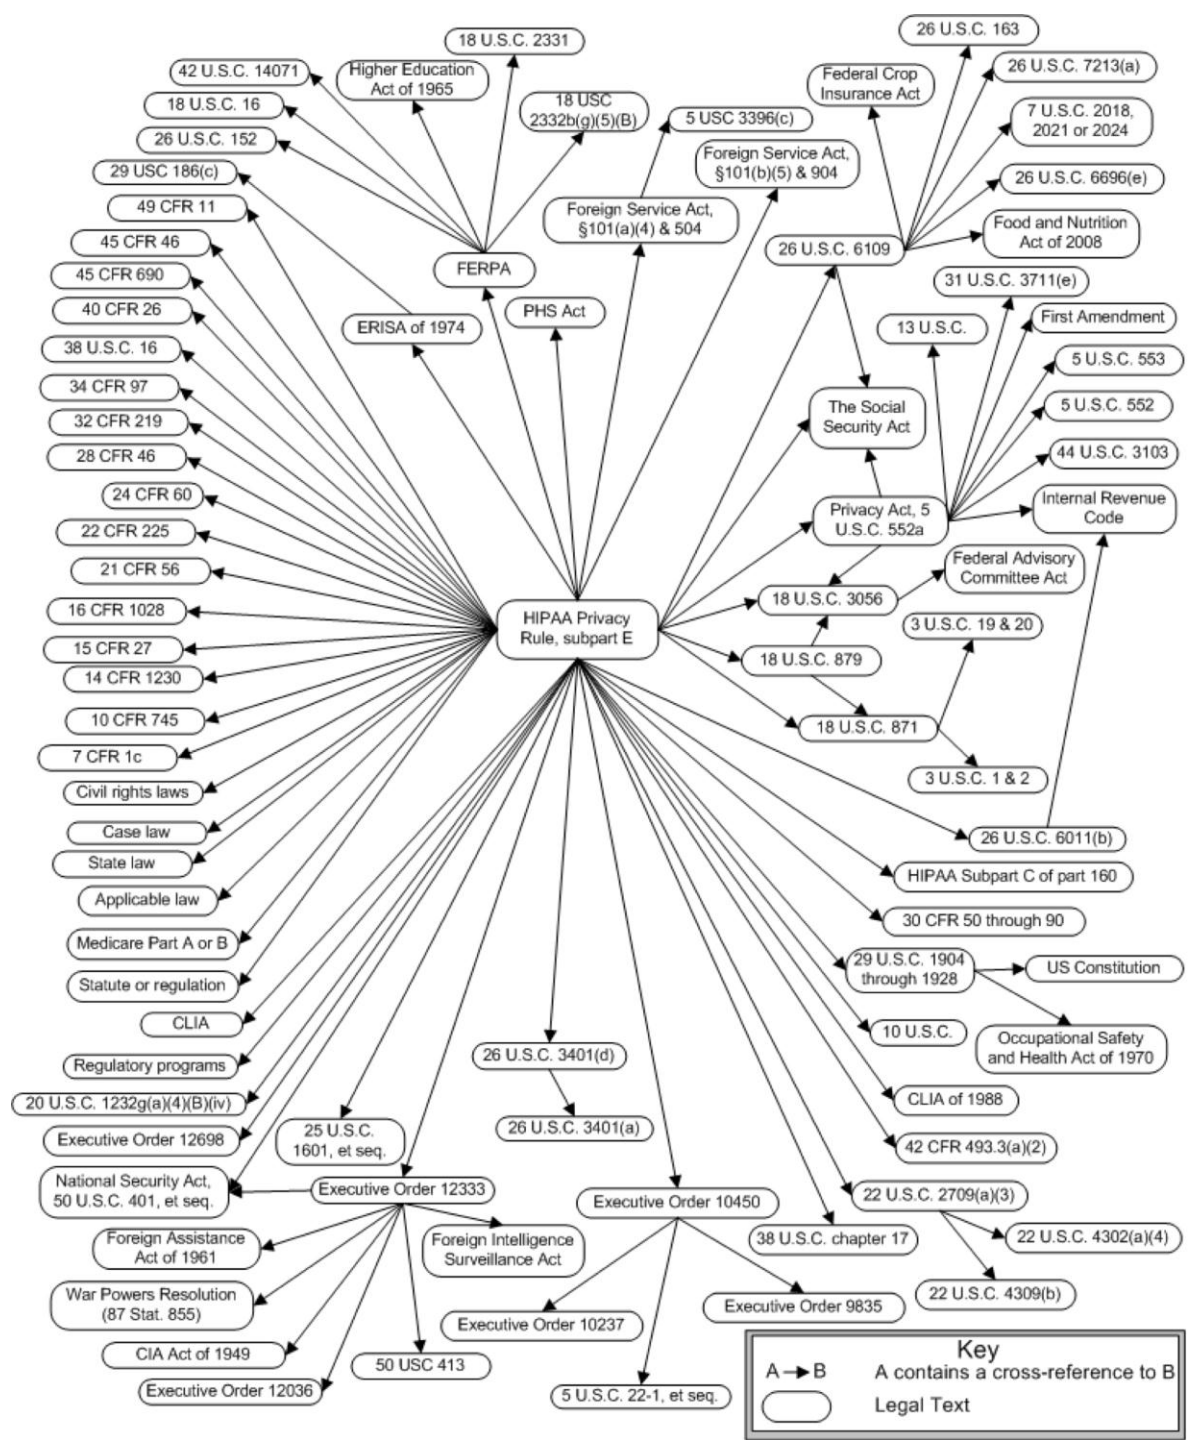 18 U.S.C. 2331
26 U.S.C. 163
42 U.S.C. 14071
Higher Education
Act of 1965
Federal Crop
Insurance Act
26 U.S.C. 7213(a)
18 U.S.C. 16
18 USC
2332b(g)(5)(B)
5 USC 3396(c)
7 U.S.C. 2018,
2021 or 2024
26 U.S.C. 152
29 USC 186(c)
Foreign Service Act,
§101(b)(5) & 904
26 U.S.C. 6696(e)
49 CFR 11
Foreign Service Act,
§101(a)(4) & 504
Food and Nutrition
Act of 2008
45 CFR 46
26 U.S.C. 6109
45 CFR 690
FERPA
31 U.S.C. 3711(e)
40 CFR 26
PHS Act
First Amendment
ERISA of 1974
13 U.S.C.
38 U.S.C. 16
5 U.S.C. 553
34 CFR 97
The Social
Security Act
5 U.S.C. 552
32 CFR 219
28 CFR 46
44 U.S.C. 3103
24 CFR 60
Internal Revenue
Code
Privacy Act, 5
U.S.C. 552a
22 CFR 225
21 CFR 56
Federal Advisory
Committee Act
16 CFR 1028
HIPAA Privacy
Rule, subpart E
18 U.S.C. 3056
3 U.S.C. 19 & 20
15 CFR 27
18 U.S.C. 879
14 CFR 1230
10 CFR 745
18 U.S.C. 871
7 CFR 1c
3 U.S.C. 1 & 2
Civil rights laws
Case law
26 U.S.C. 6011(b)
State law
HIPAA Subpart C of part 160
Applicable law
30 CFR 50 through 90
Medicare Part A or B
29 U.S.C. 1904
through 1928
US Constitution
Statute or regulation
CLIA
10 U.S.C.
Occupational Safety
and Health Act of 1970
Regulatory programs
26 U.S.C. 3401(d)
20 U.S.C. 1232g(a)(4)(B)(iv)
CLIA of 1988
25 U.S.C.
1601, et seq.
26 U.S.C. 3401(a)
Executive Order 12698
42 CFR 493.3(a)(2)
National Security Act,
50 U.S.C. 401, et seq.
Executive Order 12333
Executive Order 10450
22 U.S.C. 2709(a)(3)
Foreign Assistance
Act of 1961
Foreign Intelligence
Surveillance Act
38 U.S.C. chapter 17
22 U.S.C. 4302(a)(4)
War Powers Resolution
(87 Stat. 855)
22 U.S.C. 4309(b)
Executive Order 10237
Executive Order 9835
CIA Act of 1949
50 USC 413
Executive Order 12036
5 U.S.C. 22-1, et seq.
Key
A B
A contains a cross-reference to B
Legal Text